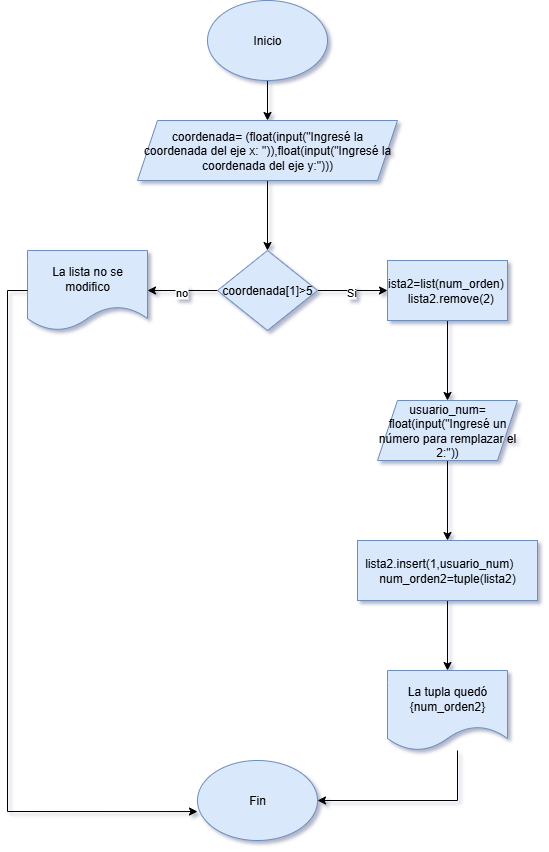 Inicio
coordenada= (float(input("Ingresé la
coordenada del eje x: ")),float(input("Ingresé la
coordenada del eje y:")))
La lista no se
modifico
no
coordenada[1]>5
Si
ista2=list(num_orden)
lista2.remove(2)
usuario_num=
float(input("Ingresé un
número para remplazar el
2:"))
lista2.insert(1,usuario_num)
num_orden2=tuple(lista2)
La tupla quedó
{num_orden2}
Fin